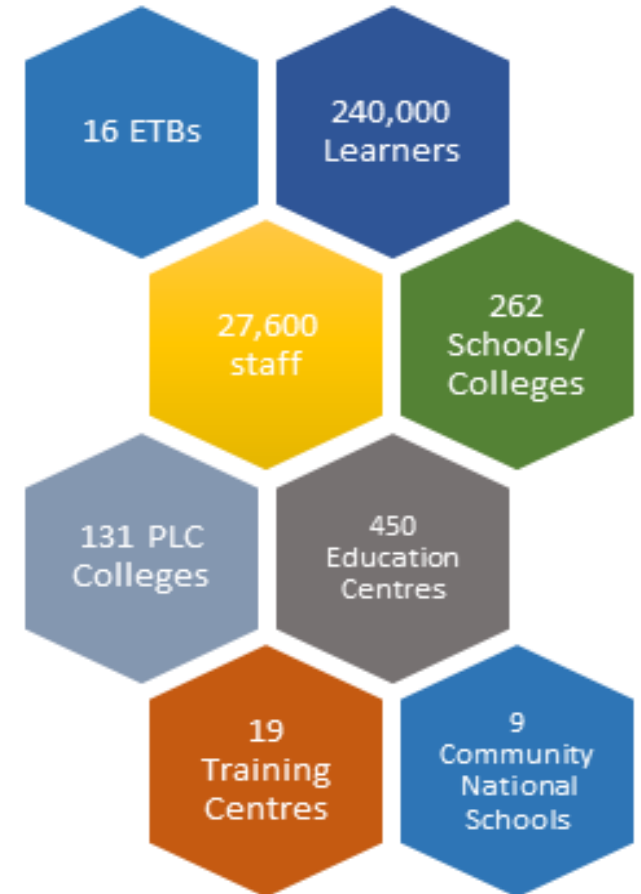 16 ETBs
240,000
Learners
27,600
staff
262
Schools/
Colleges
131 PLC
Colleges
450
Education
Centres
19
Training
Centres
9
Community
National
Schools